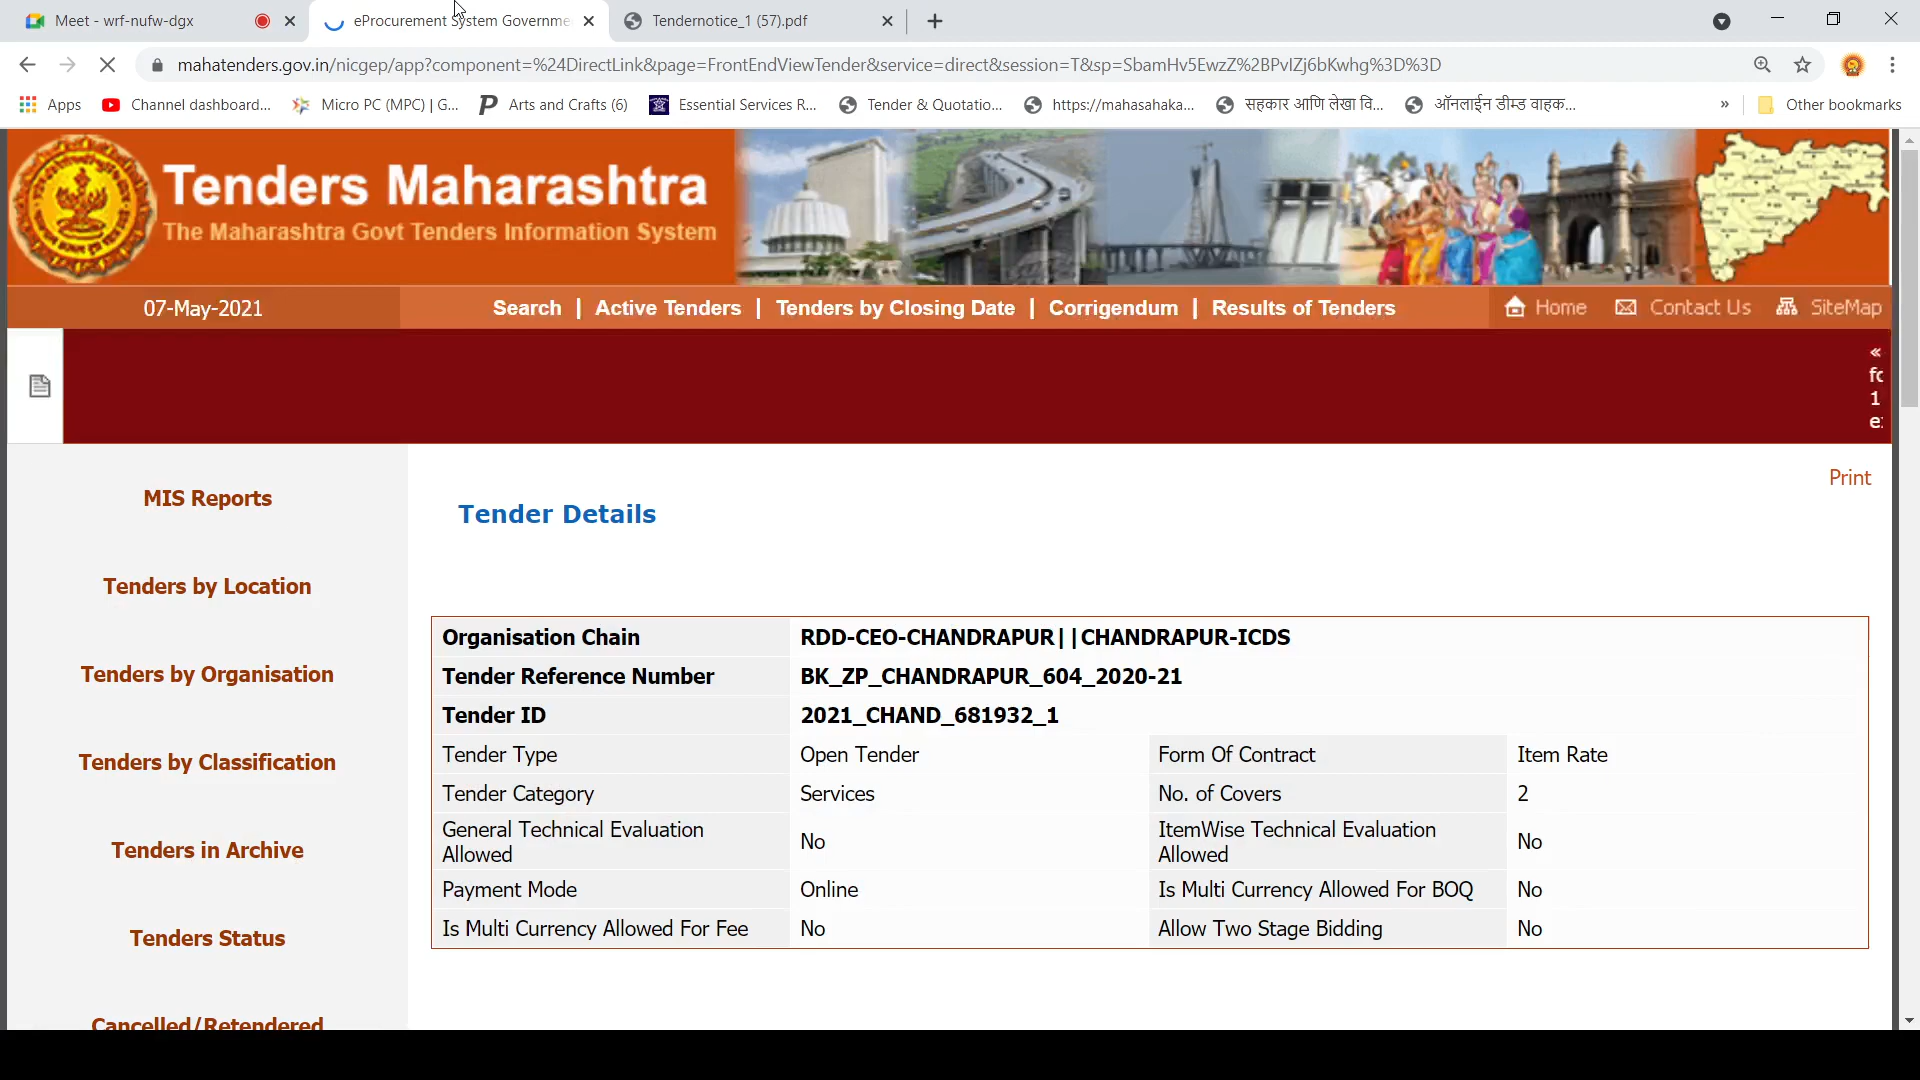 Meet - wrf-nufw-dgx
eProcurement System Governme
Tendernotice_1 (57).pdf
mahatenders.gov.in/nicgep/app?component=%24DirectLink&page=FrontEndViewTender&service=direct&session=T&sp=SbamHv5EwzZ%2BPvIZj6bKwhg%3D%3D
Apps Channel dashboard... Micro PC (MPC) | G... Arts and Crafts (6) Essential Services R... Tender & Quotatio... https://mahasahaka... सहकार आणि लेखा वि... ऑनलाईन डीम्ड वाहक... » Other bookmarks
Tenders Maharashtra
The Maharashtra Govt Tenders Information System
07-May-2021 Search | Active Tenders | Tenders by Closing Date | Corrigendum | Results of Tenders Home Contact Us SiteMap
«
fo
1
e
Print
MIS Reports
Tender Details
Tenders by Location
Tenders by Organisation
Tenders by Classification
Tenders in Archive
Tenders Status
Cancelled/Retendered
Organisation Chain RDD-CEO-CHANDRAPUR||CHANDRAPUR-ICDS
Tender Reference Number BK_ZP_CHANDRAPUR_604_2020-21
Tender ID 2021_CHAND_681932_1
Tender Type Open Tender Form Of Contract Item Rate
Tender Category Services No. of Covers 2
General Technical Evaluation Allowed No ItemWise Technical Evaluation Allowed No
Payment Mode Online Is Multi Currency Allowed For BOQ No
Is Multi Currency Allowed For Fee No Allow Two Stage Bidding No